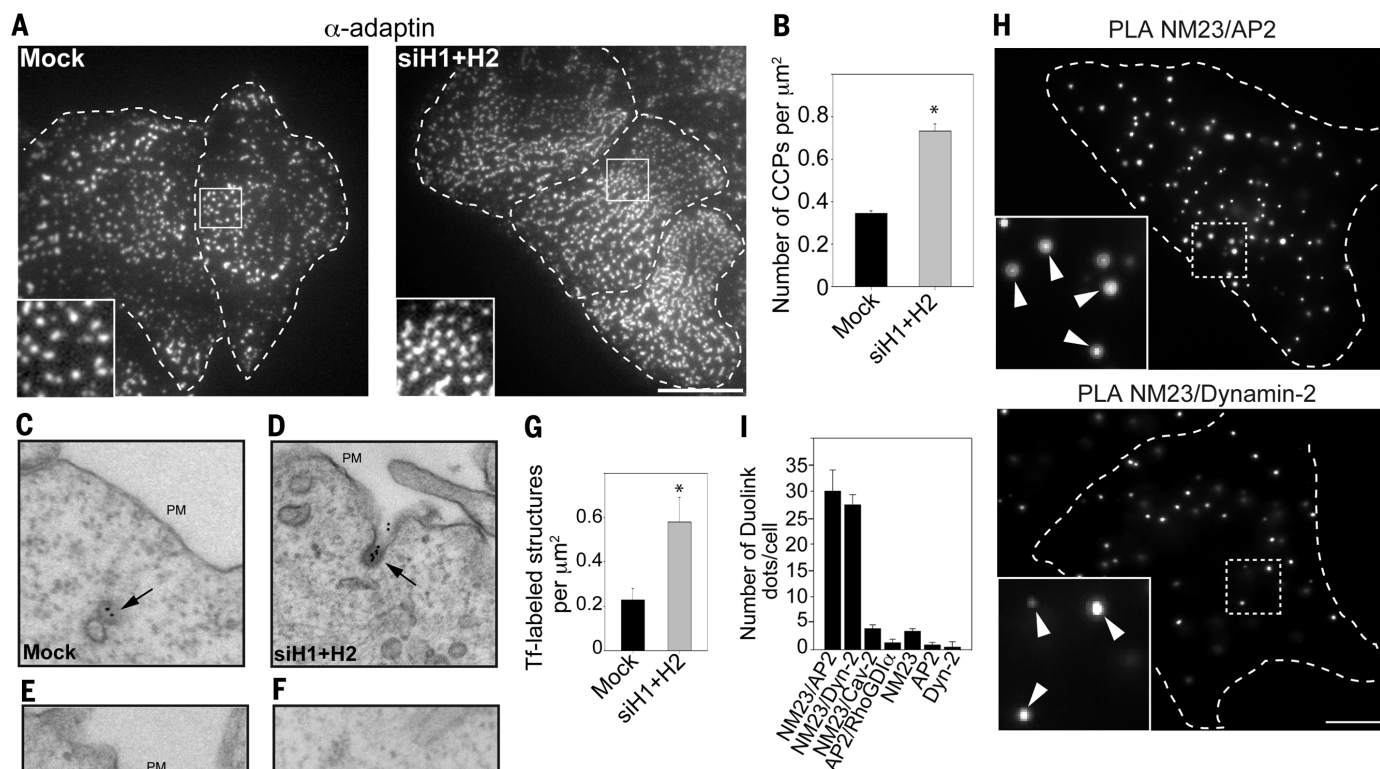 A
α-adaptin
Mock
siH1+H2
B
Number of CCPs per μm2
0.8
0.6
0.4
0.2
0
*
Mock
siH1+H2
C
PM
Mock
D
PM
siH1+H2
E
PM
F
G
Tf-labeled structures
per μm2
0.6
0.4
0.2
0
*
Mock
siH1+H2
H
PLA NM23/AP2
PLA NM23/Dynamin-2
I
Number of Duolink
dots/cell
35
30
25
20
15
10
5
0
NM23/AP2
NM23/Dyn-2
NM23/Cav-2
AP2/RhoGDIα
NM23
AP2
Dyn-2